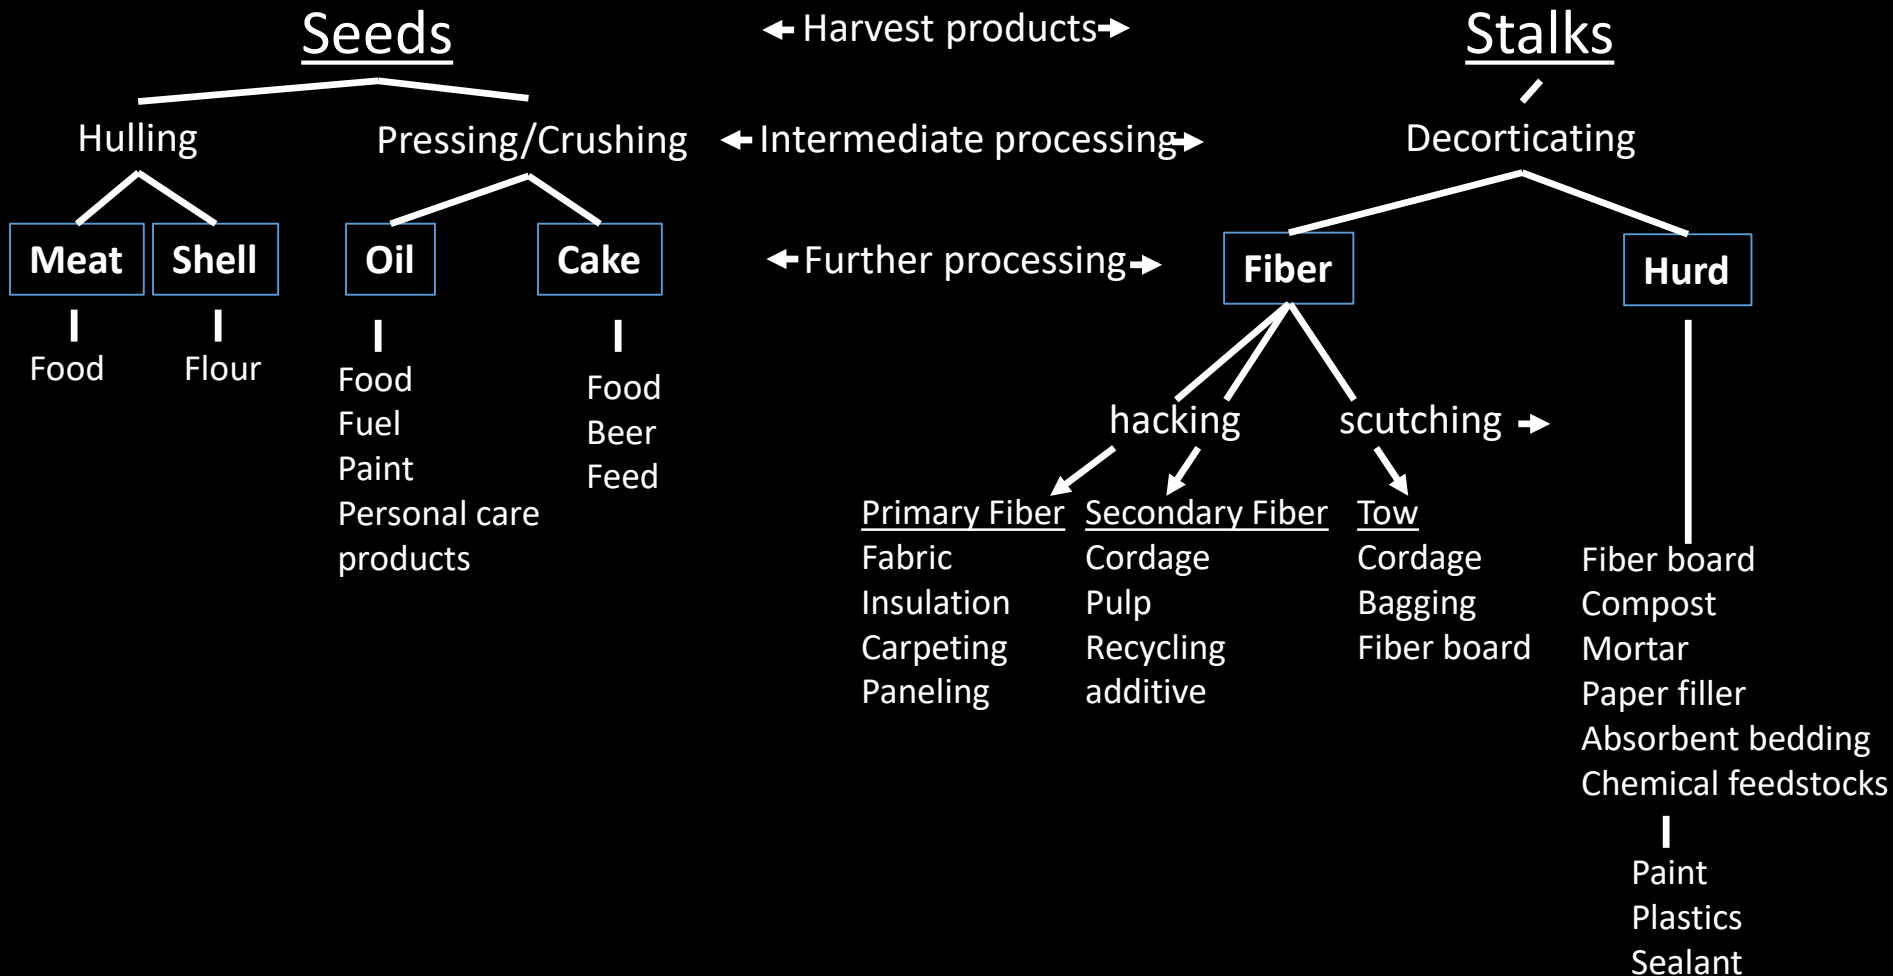 Seeds
Harvest products
Stalks
Hulling
Pressing/Crushing
Intermediate processing
Decorticating
Meat
Shell
Oil
Cake
Further processing
Fiber
Hurd
Food
Flour
Food
Fuel
Paint
Personal care
products
Food
Beer
Feed
hacking
scutching
Primary Fiber
Fabric
Insulation
Carpeting
Paneling
Secondary Fiber
Cordage
Pulp
Recycling
additive
Tow
Cordage
Bagging
Fiber board
Fiber board
Compost
Mortar
Paper filler
Absorbent bedding
Chemical feedstocks
Paint
Plastics
Sealant